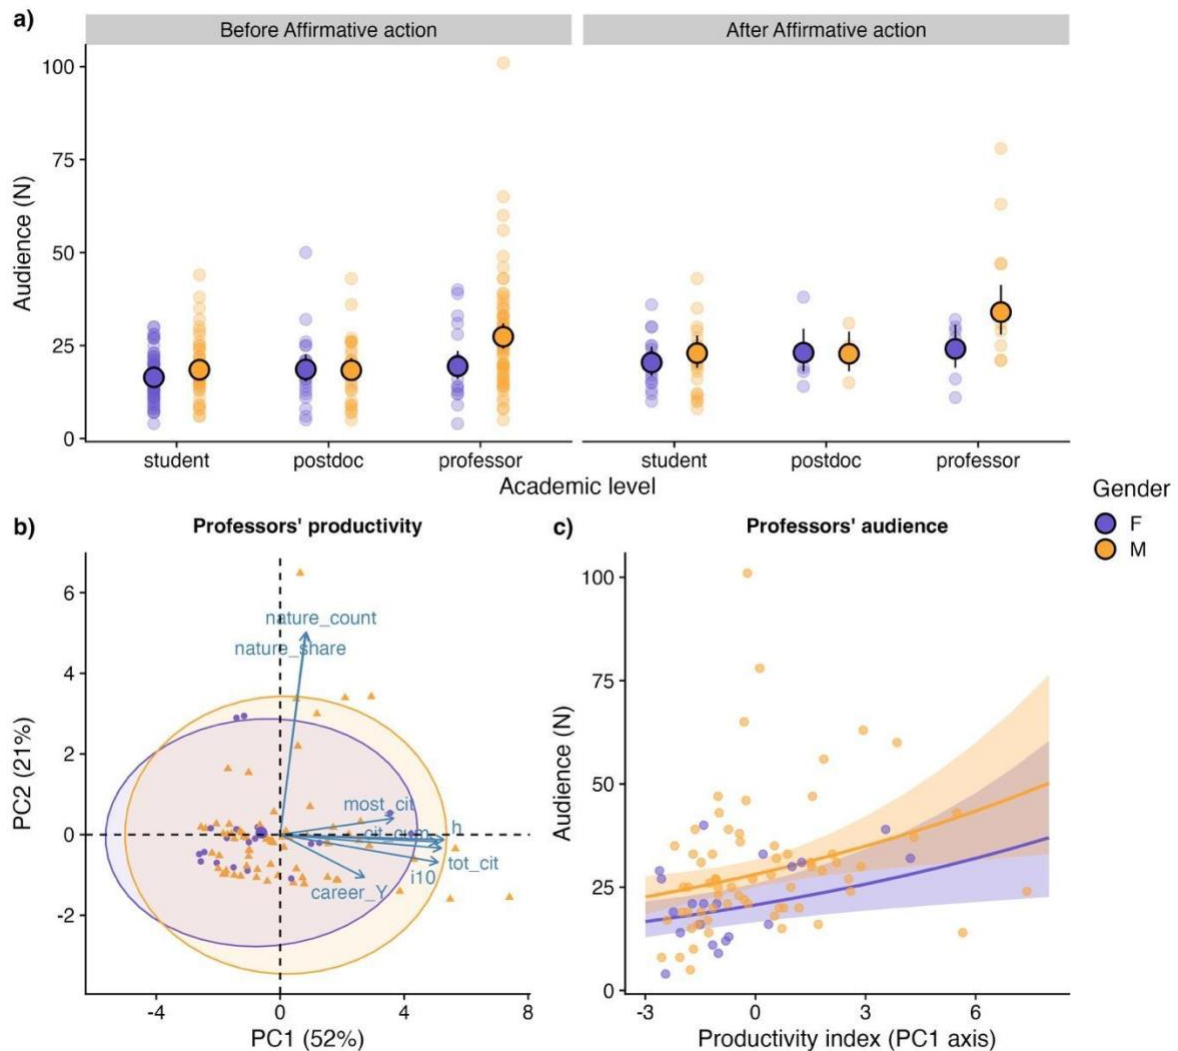 a)
Before Affirmative action
After Affirmative action
100
75
50
25
0
Audience (N)
student
postdoc
professor
student
postdoc
professor
Academic level
Gender
F
M
b)
Professors' productivity
6
4
2
0
-2
PC2 (21%)
nature_count
nature_share
most_cit
cit_cum
h
tot_cit
i10
career_Y
-4
0
4
8
PC1 (52%)
c)
Professors' audience
100
75
50
25
0
Audience (N)
-3
0
3
6
Productivity index (PC1 axis)